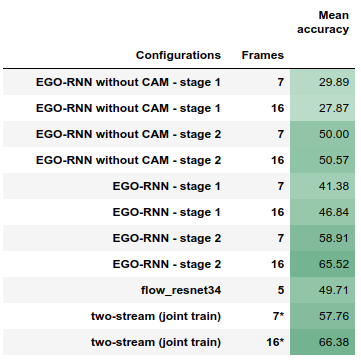 Mean
accuracy
Configurations Frames
EGO-RNN without CAM - stage 1 7 29.89
EGO-RNN without CAM - stage 1 16 27.87
EGO-RNN without CAM - stage 2 7 50.00
EGO-RNN without CAM - stage 2 16 50.57
EGO-RNN - stage 1 7 41.38
EGO-RNN - stage 1 16 46.84
EGO-RNN - stage 2 7 58.91
EGO-RNN - stage 2 16 65.52
flow_resnet34 5 49.71
two-stream (joint train) 7* 57.76
two-stream (joint train) 16* 66.38